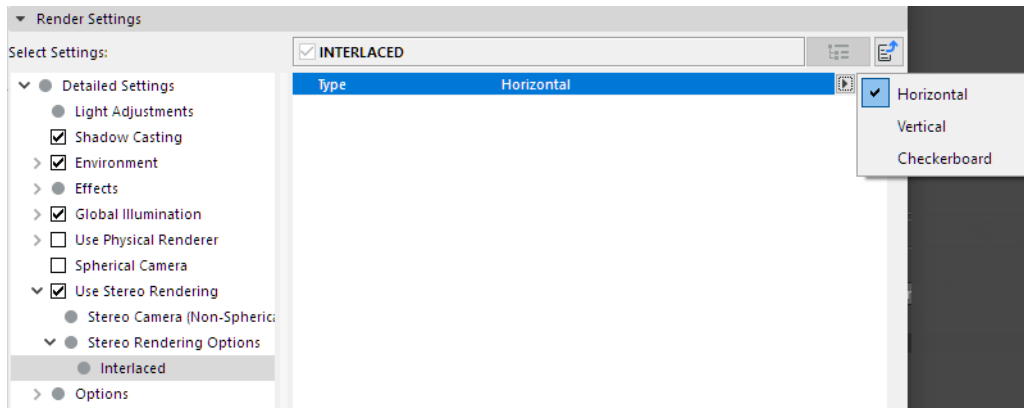 Render Settings
Select Settings:
INTERLACED
Detailed Settings
Light Adjustments
Shadow Casting
Environment
Effects
Global Illumination
Use Physical Renderer
Spherical Camera
Use Stereo Rendering
Stereo Camera (Non-Spherica
Stereo Rendering Options
Interlaced
Options
Type Horizontal
Horizontal
Vertical
Checkerboard